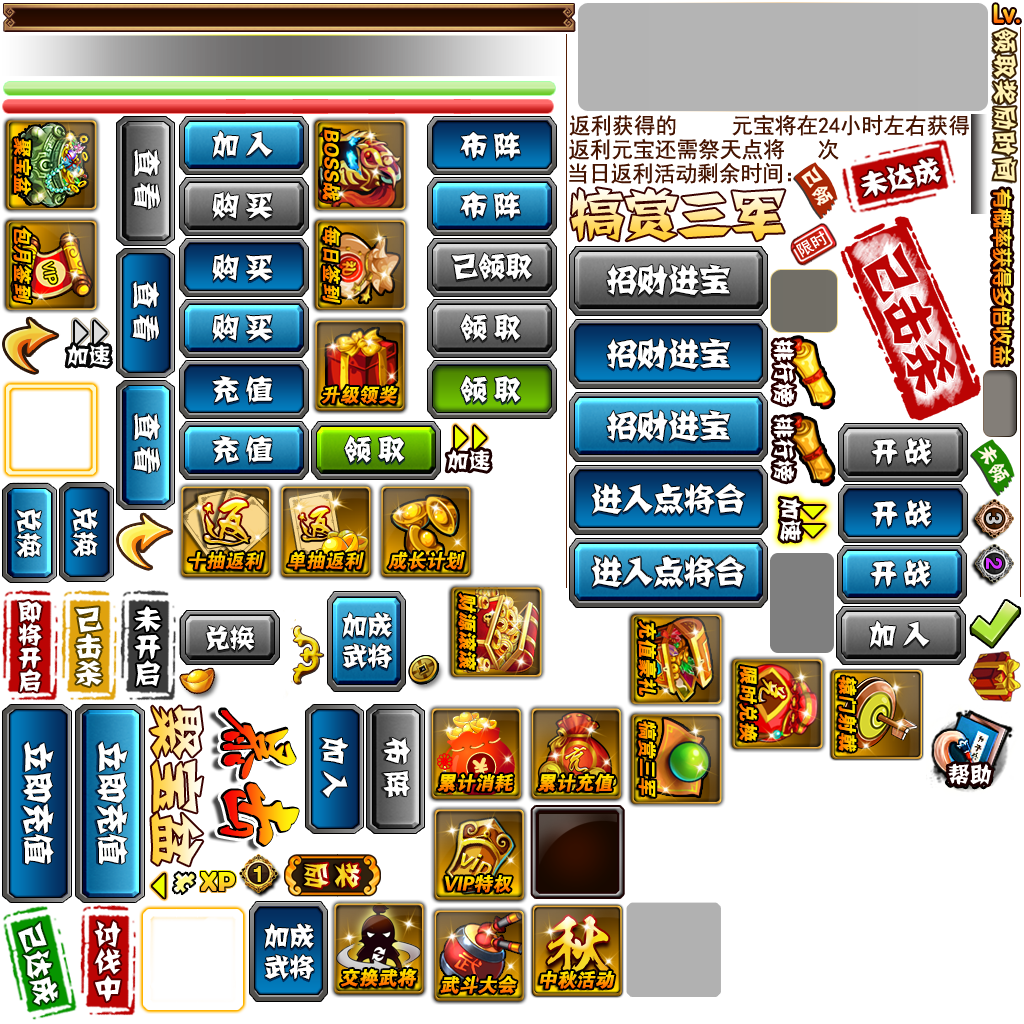 Lv.
领取奖励时间
有概率获得多倍收益
返利获得的 元宝将在24小时左右获得
返利元宝还需祭天点将 次
当日返利活动剩余时间：
已领
未达成
犒赏三军
限时
已击杀
聚宝盆
查看
加入
BOSS战
布阵
购买
布阵
包月签到
VIP
查看
购买
每日签到
已领取
招财进宝
加速
购买
领取
招财进宝
排行榜
升级领奖
查看
充值
领取
招财进宝
排行榜
充值
领取
加速
开战
未领
兑换
兑换
返
十抽返利
返
单抽返利
成长计划
进入点将台
加速
开战
3
进入点将台
开战
2
即将开启
已击杀
未开启
兑换
加成
武将
财源滚滚
充值豪礼
加入
立即充值
立即充值
聚宝盆
暴击
加入
布阵
累计消耗
元
累计充值
犒赏三军
限时兑换
辕门射戟
帮助
XP
1
奖励
VIP
VIP特权
已达成
讨伐中
加成
武将
交换武将
武
武斗大会
秋
中秋活动